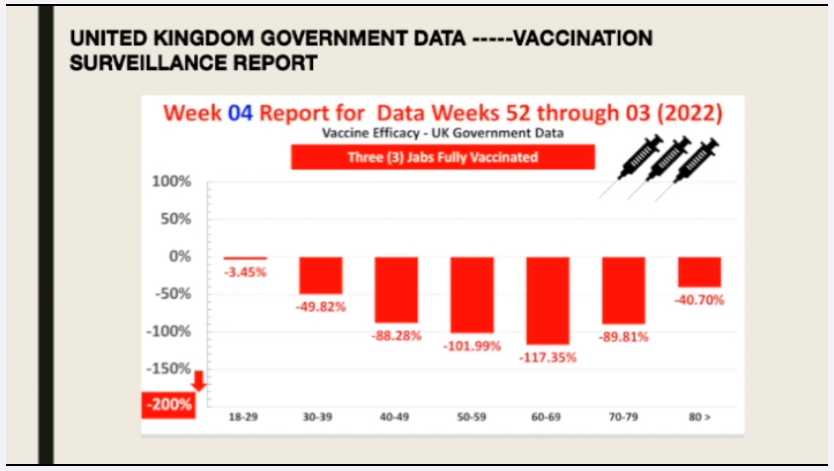 UNITED KINGDOM GOVERNMENT DATA -----VACCINATION
SURVEILLANCE REPORT
Week 04 Report for Data Weeks 52 through 03 (2022)
Vaccine Efficacy - UK Government Data
Three (3) Jabs Fully Vaccinated
100%
50%
0%
-50%
-100%
-150%
-200%
-3.45%
-49.82%
-88.28%
-101.99%
-117.35%
-89.81%
-40.70%
18-29 30-39 40-49 50-59 60-69 70-79 80 >